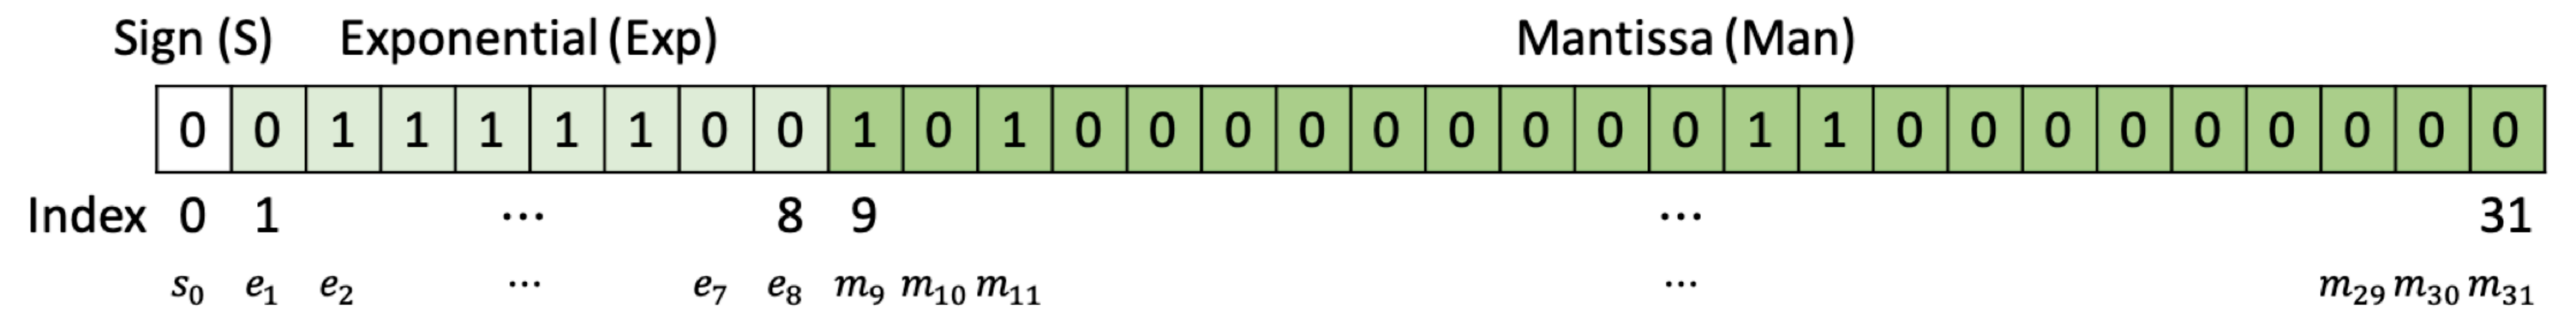 Sign (S) Exponential (Exp) Mantissa (Man)
0 0 1 1 1 1 1 0 0 1 0 1 0 0 0 0 0 0 0 0 0 1 1 0 0 0 0 0 0 0 0 0
Index 0 1 ... 8 9 ... 31
s₀ e₁ e₂ ... e₇ e₈ m₉ m₁₀ m₁₁ ... m₂₉ m₃₀ m₃₁